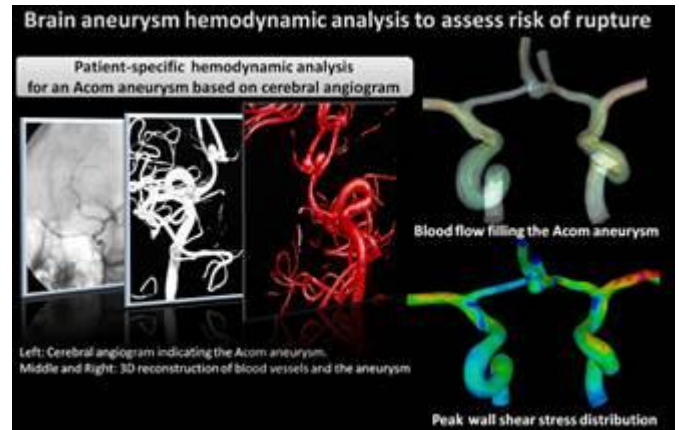 Brain aneurysm hemodynamic analysis to assess risk of rupture
Patient-specific hemodynamic analysis
for an Acom aneurysm based on cerebral angiogram
Blood flow filling the Acom aneurysm
Left: Cerebral angiogram indicating the Acom aneurysm.
Middle and Right: 3D reconstruction of blood vessels and the aneurysm
Peak wall shear stress distribution